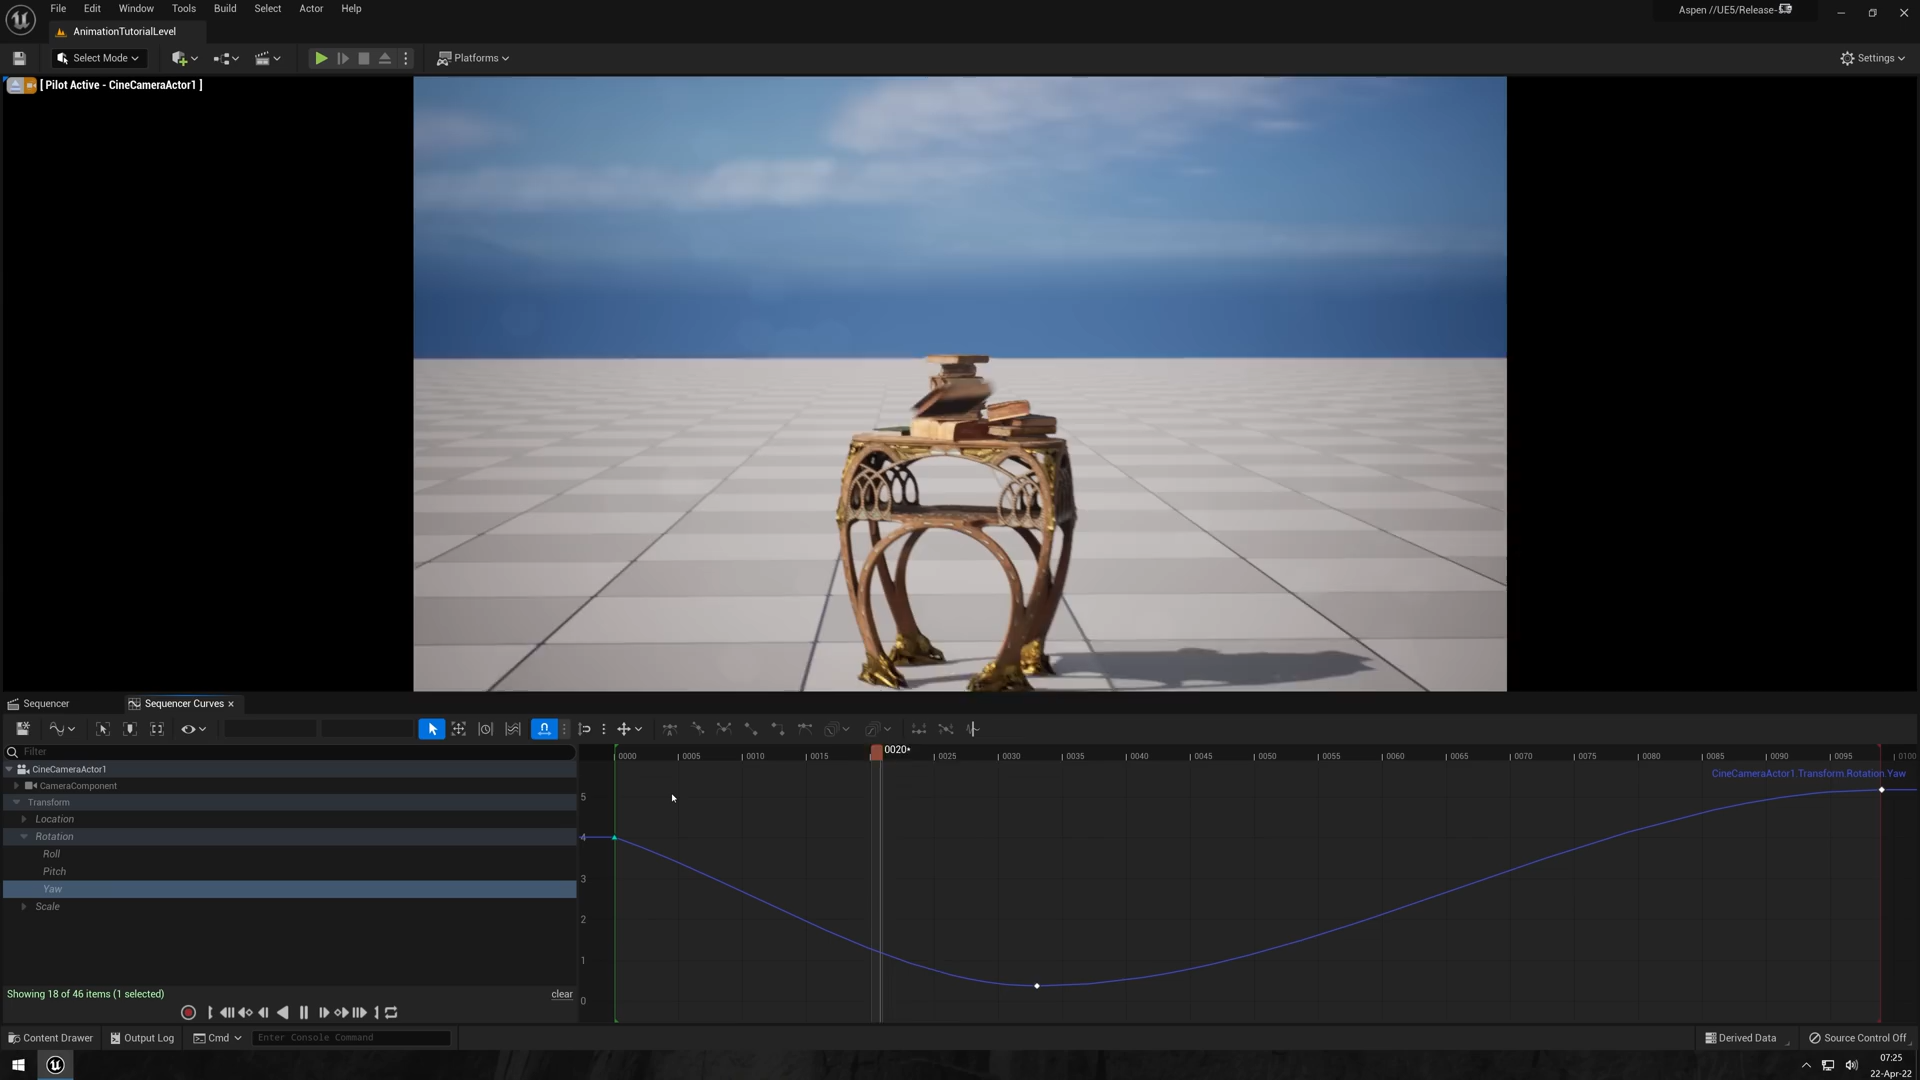 File Edit Window Tools Build Select Actor Help
Aspen //UE5/Release-
AnimationTutorialLevel
Select Mode
Platforms
Settings
[ Pilot Active - CineCameraActor1 ]
Sequencer
Sequencer Curves
Filter
0000 0005 0010 0015 0020* 0025 0030 0035 0040 0045 0050 0055 0060 0065 0070 0075 0080 0085 0090 0095 0100
CineCameraActor1
CineCameraActor1.Transform.Rotation.Yaw
CameraComponent
5
Transform
Location
Rotation
4
Roll
Pitch
3
Yaw
Scale
2
1
Showing 18 of 46 items (1 selected)
clear
0
Content Drawer
Output Log
Cmd
Enter Console Command
Derived Data
Source Control Off
07:25
22-Apr-22